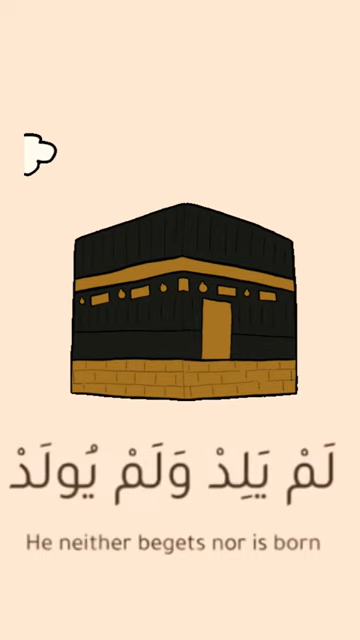 لَمْ يَلِدْ وَلَمْ يُولَدْ
He neither begets nor is born